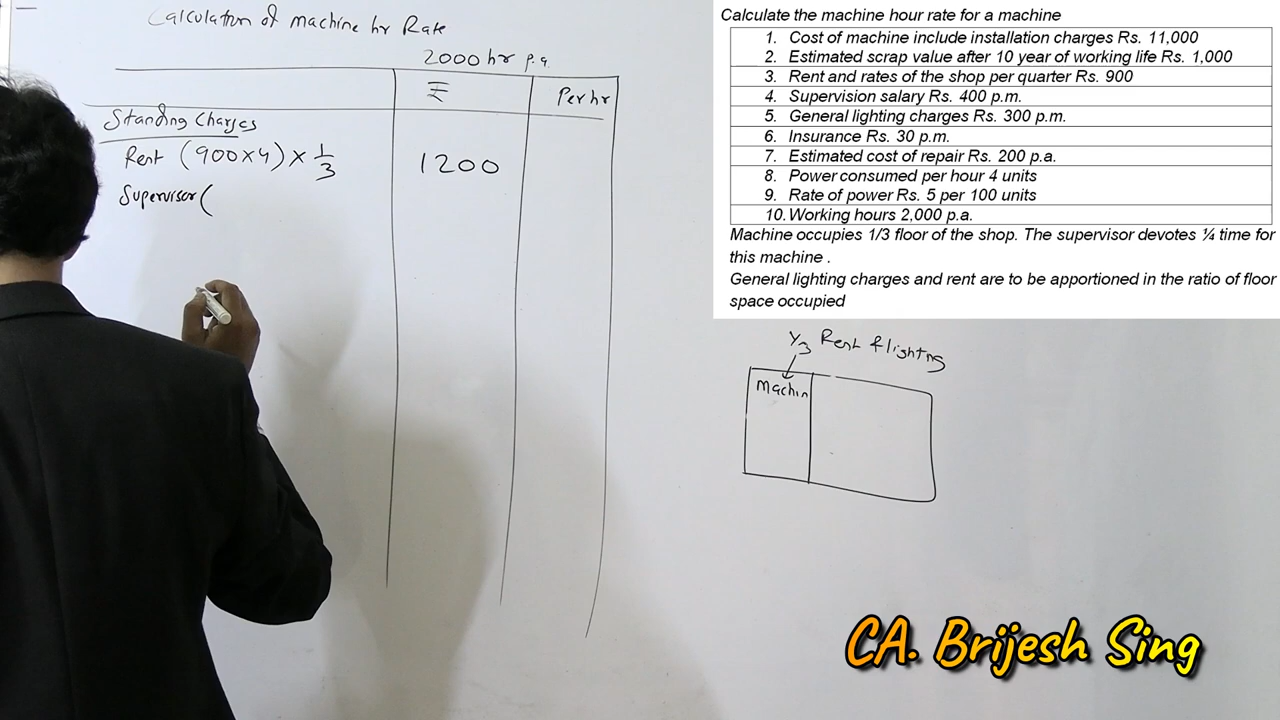 Calculation of machine hr Rate
2000 hr p.a.
₹
Per hr
Standing Charges
Rent (900×4) × 1/3
1200
Supervisor (
Calculate the machine hour rate for a machine
1. Cost of machine include installation charges Rs. 11,000
2. Estimated scrap value after 10 year of working life Rs. 1,000
3. Rent and rates of the shop per quarter Rs. 900
4. Supervision salary Rs. 400 p.m.
5. General lighting charges Rs. 300 p.m.
6. Insurance Rs. 30 p.m.
7. Estimated cost of repair Rs. 200 p.a.
8. Power consumed per hour 4 units
9. Rate of power Rs. 5 per 100 units
10. Working hours 2,000 p.a.
Machine occupies 1/3 floor of the shop. The supervisor devotes ¼ time for
this machine .
General lighting charges and rent are to be apportioned in the ratio of floor
space occupied
1/3 Rent & lighting
Machin
CA. Brijesh Sing